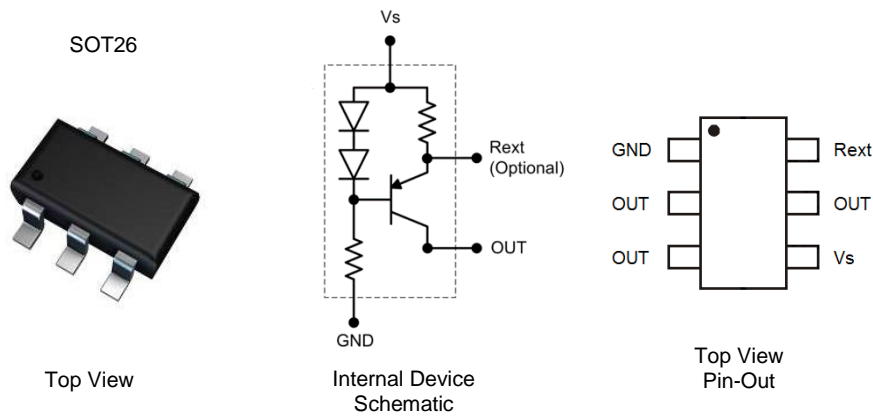 SOT26
Top View
Vs
Rext
(Optional)
OUT
GND
Internal Device
Schematic
GND
Rext
OUT
OUT
OUT
Vs
Top View
Pin-Out